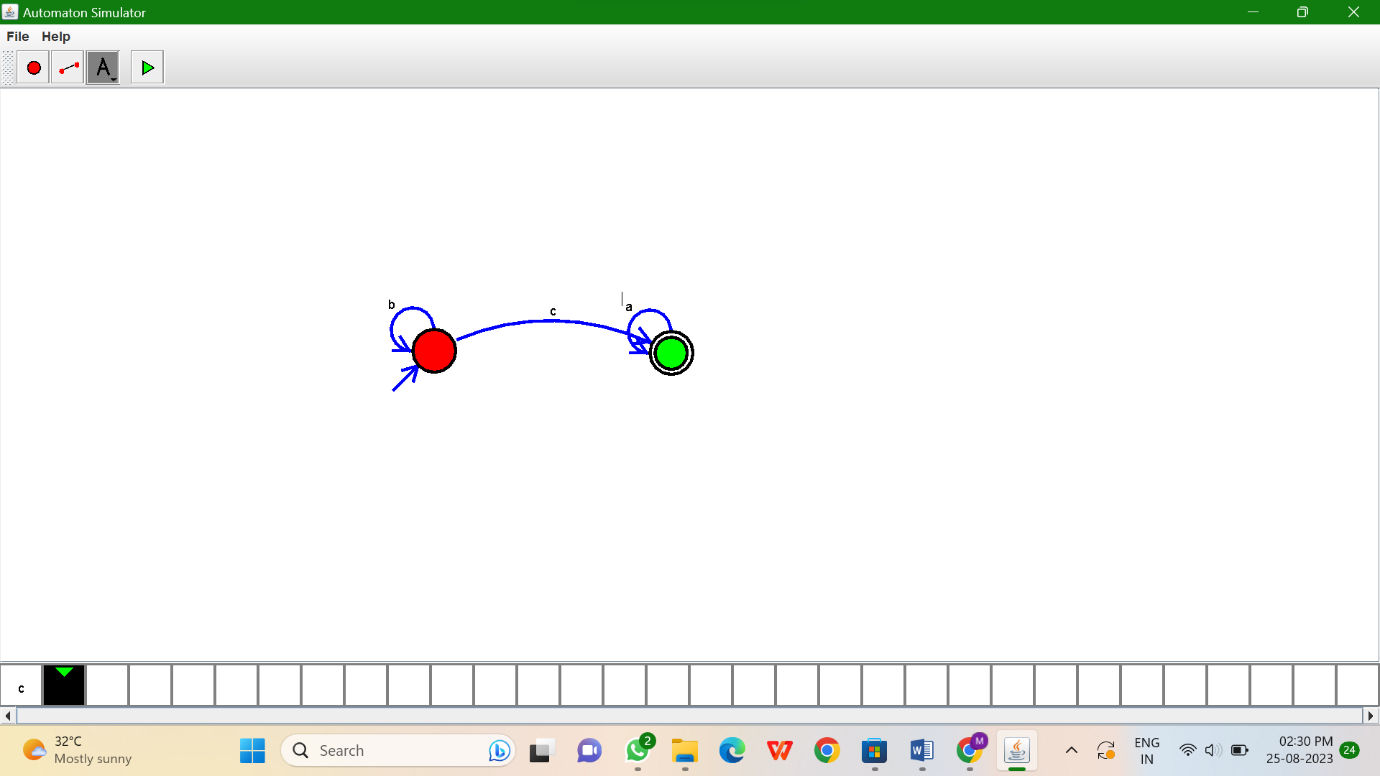 Automaton Simulator
File Help
A
b
c
a
c
32°C
Mostly sunny
Search
2
M
ENG
IN
02:30 PM
25-08-2023
24